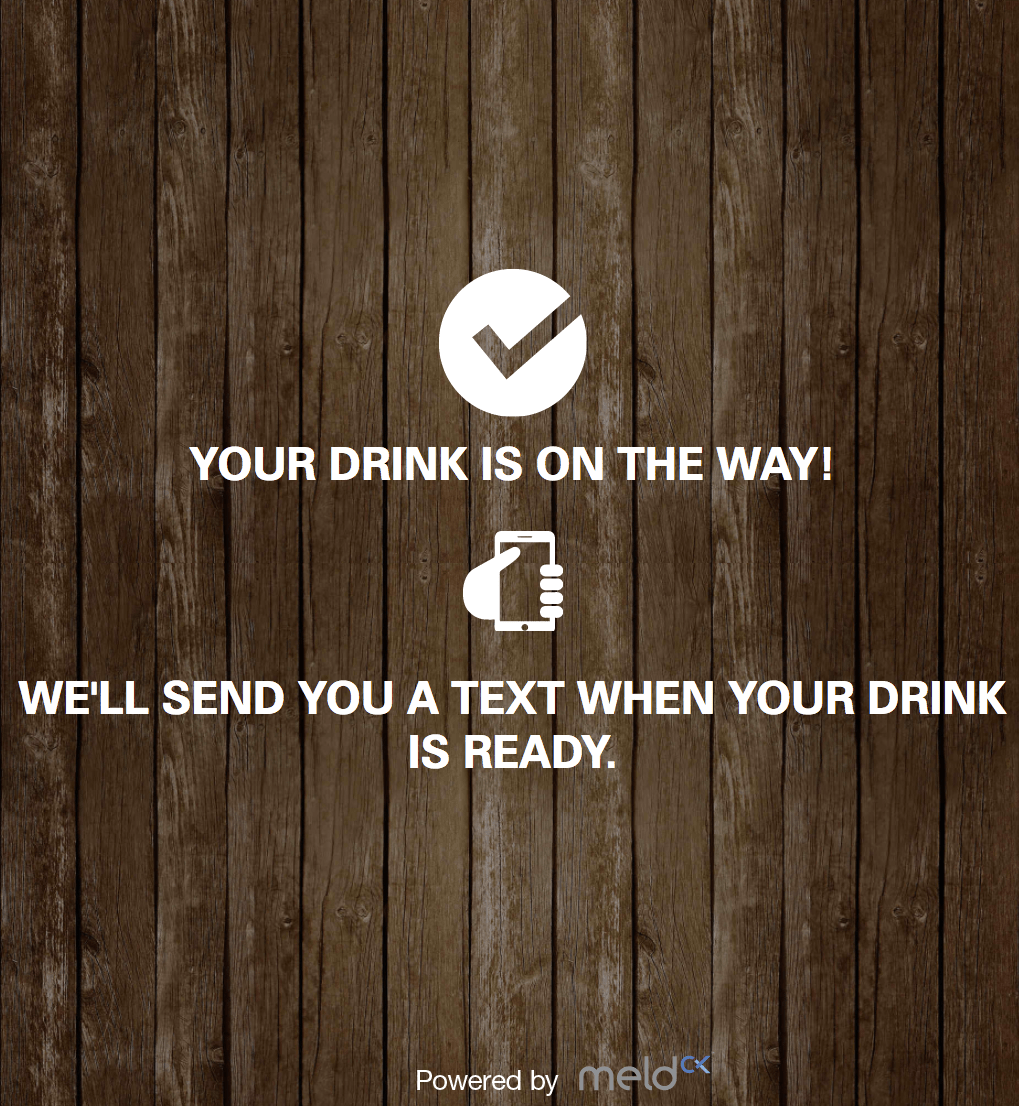 YOUR DRINK IS ON THE WAY!
WE'LL SEND YOU A TEXT WHEN YOUR DRINK
IS READY.
Powered by meldCX